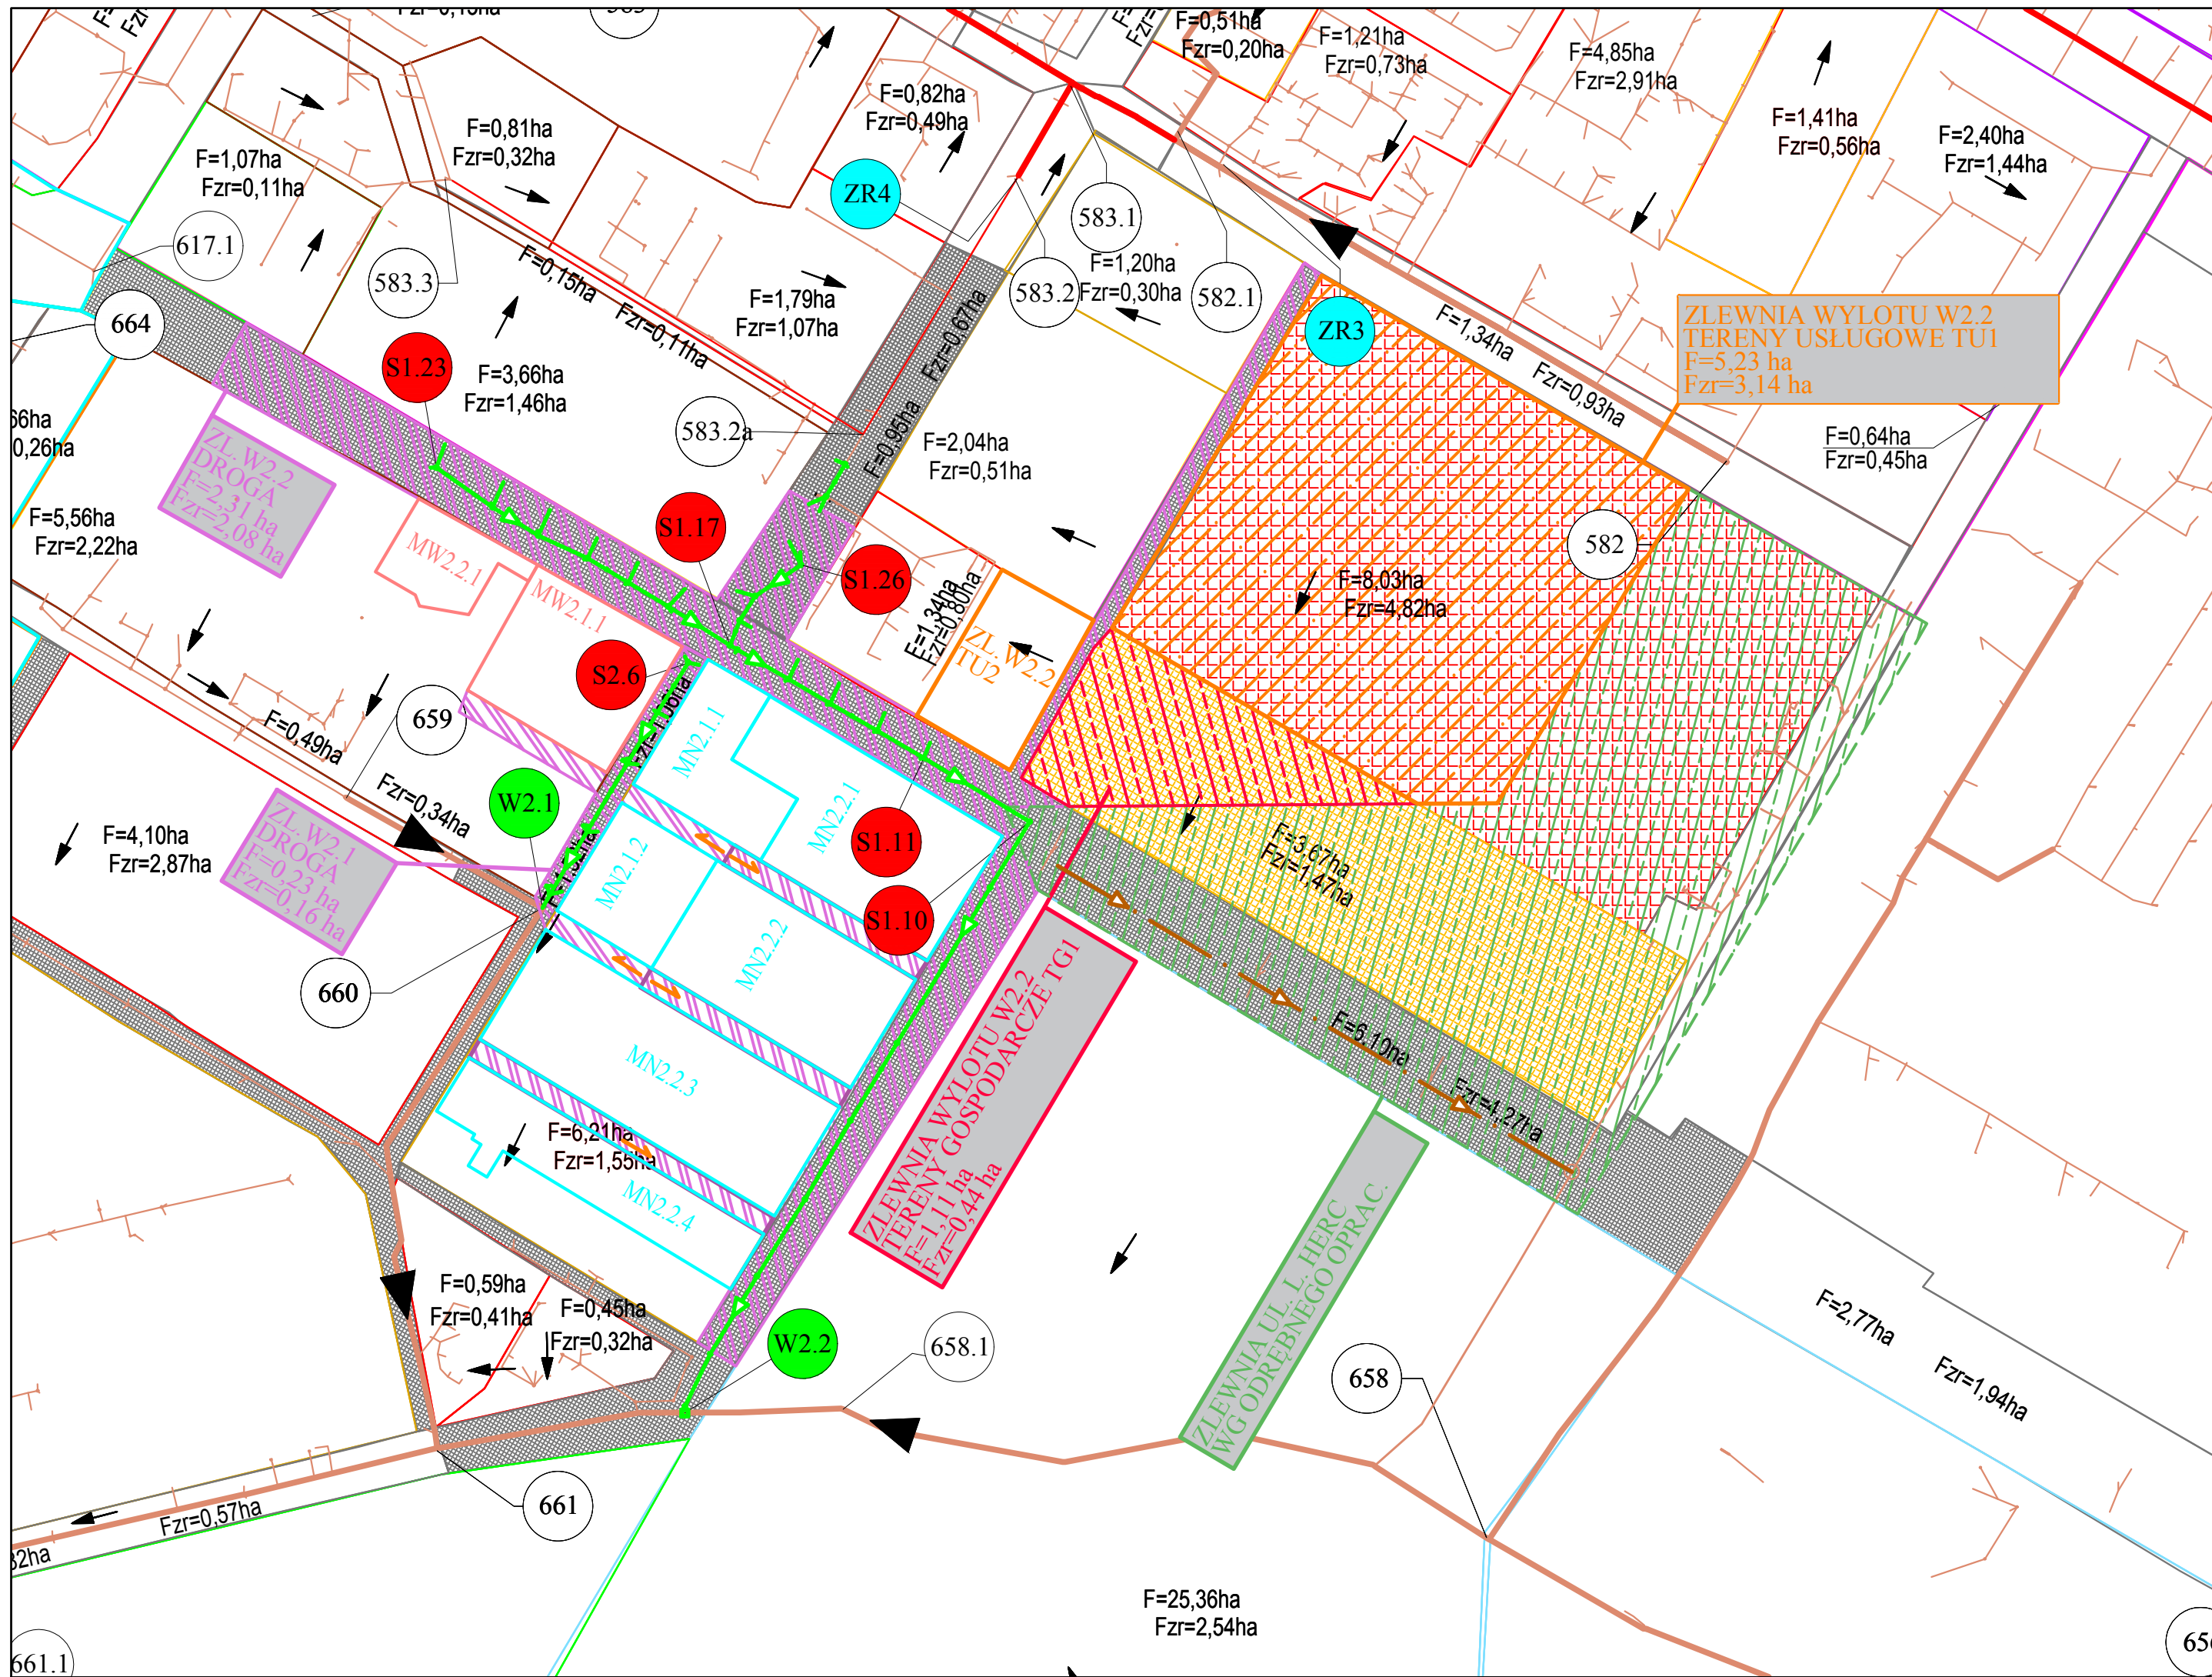 F=0,51ha
Fzr=0,20ha
F=1,21ha
Fzr=0,73ha
F=4,85ha
Fzr=2,91ha
F=1,41ha
Fzr=0,56ha
F=2,40ha
Fzr=1,44ha
F=0,82ha
Fzr=0,49ha
F=0,81ha
Fzr=0,32ha
F=1,07ha
Fzr=0,11ha
617.1
664
583.3
ZR4
583.1
583.2
582.1
ZR3
F=1,20ha
Fzr=0,30ha
F=0,15ha
Fzr=0,11ha
F=1,79ha
Fzr=1,07ha
Fzr=0,67ha
F=0,95ha
F=1,34ha
Fzr=0,93ha
ZLEWNIA WYLOTU W2.2
TERENY USŁUGOWE TU1
F=5,23 ha
Fzr=3,14 ha
S1.23
F=3,66ha
Fzr=1,46ha
583.2a
F=2,04ha
Fzr=0,51ha
F=0,64ha
Fzr=0,45ha
0,26ha
ZL. W2.2
DROGA
F=2,31 ha
Fzr=2,08 ha
F=5,56ha
Fzr=2,22ha
MW2.2.1
MW2.1.1
S1.17
S1.26
582
F=8,03ha
Fzr=4,82ha
F=1,34ha
Fzr=0,80ha
ZL. W2.2
TU2
S2.6
659
F=0,49ha
Fzr=0,34ha
W2.1
MN2.1.1
MN2.2.1
MN2.1.2
MN2.2.2
S1.11
S1.10
F=3,67ha
Fzr=1,47ha
F=4,10ha
Fzr=2,87ha
ZL. W2.1
DROGA
F=0,23 ha
Fzr=0,16 ha
660
ZLEWNIA WYLOTU W2.2
TERENY GOSPODARCZE TG1
F=1,11 ha
Fzr=0,44 ha
F=6,10ha
Fzr=4,27ha
MN2.2.3
F=6,21ha
Fzr=1,55ha
MN2.2.4
ZLEWNIA UL. L. HERC
WG ODRĘBNEGO OPRAC.
F=0,59ha
Fzr=0,41ha
F=0,45ha
Fzr=0,32ha
W2.2
658.1
658
F=2,77ha
Fzr=1,94ha
661
Fzr=0,57ha
F=25,36ha
Fzr=2,54ha
661.1